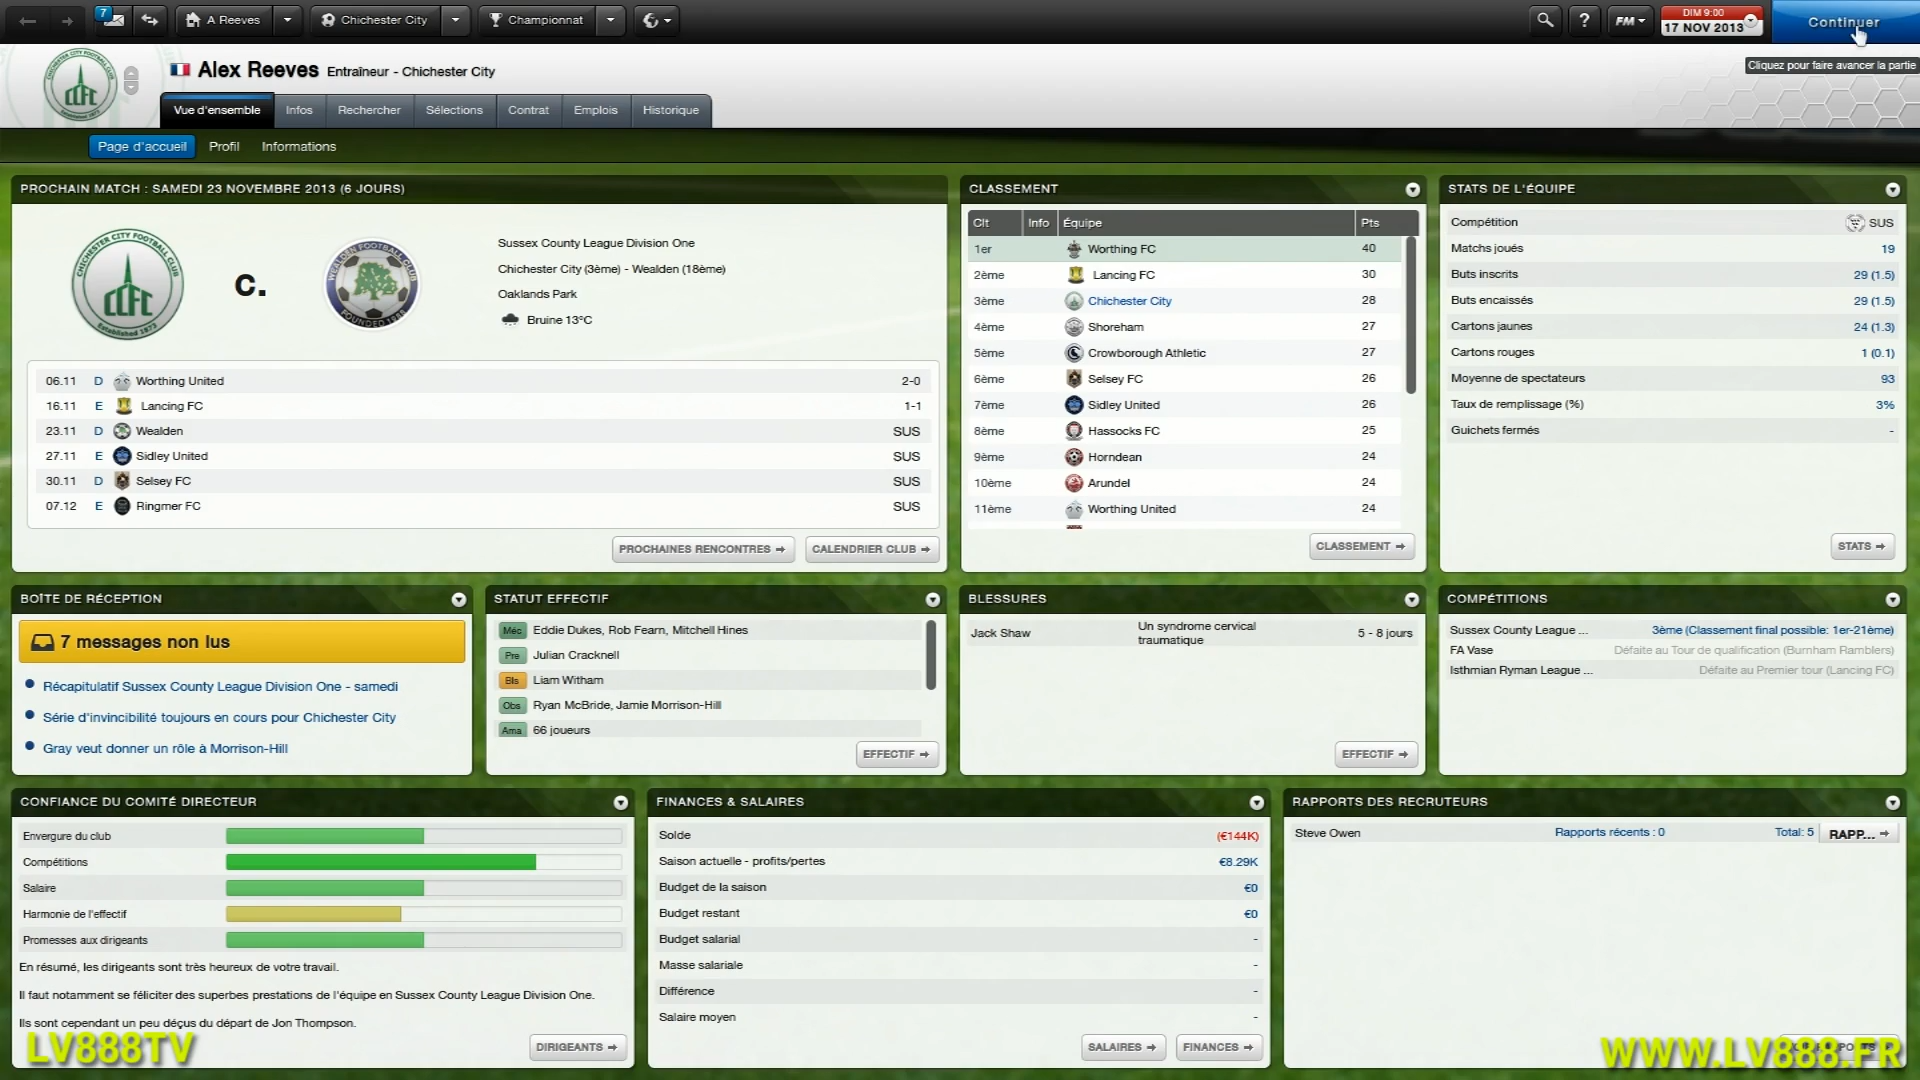 7
A Reeves
Chichester City
Championnat
?
FM
DIM 9:00
17 NOV 2013
Continuer
Cliquez pour faire avancer la partie
Alex Reeves Entraîneur - Chichester City
Vue d'ensemble Infos Rechercher Sélections Contrat Emplois Historique
Page d'accueil Profil Informations
PROCHAIN MATCH : SAMEDI 23 NOVEMBRE 2013 (6 JOURS)
CHICHESTER CITY FOOTBALL CLUB
CCFC
Established 1873
c.
WEALDEN FOOTBALL CLUB
Sussex County League Division One
Chichester City (3ème) - Wealden (18ème)
Oaklands Park
Bruine 13°C
06.11 D Worthing United 2-0
16.11 E Lancing FC 1-1
23.11 D Wealden SUS
27.11 E Sidley United SUS
30.11 D Selsey FC SUS
07.12 E Ringmer FC SUS
PROCHAINES RENCONTRES
CALENDRIER CLUB
CLASSEMENT
Clt Info Équipe Pts
1er Worthing FC 40
2ème Lancing FC 30
3ème Chichester City 28
4ème Shoreham 27
5ème Crowborough Athletic 27
6ème Selsey FC 26
7ème Sidley United 26
8ème Hassocks FC 25
9ème Horndean 24
10ème Arundel 24
11ème Worthing United 24
CLASSEMENT
STATS DE L'ÉQUIPE
Compétition SUS
Matchs joués 19
Buts inscrits 29 (1.5)
Buts encaissés 29 (1.5)
Cartons jaunes 24 (1.3)
Cartons rouges 1 (0.1)
Moyenne de spectateurs 93
Taux de remplissage (%) 3%
Guichets fermés -
STATS
BOÎTE DE RÉCEPTION
7 messages non lus
Récapitulatif Sussex County League Division One - samedi
Série d'invincibilité toujours en cours pour Chichester City
Gray veut donner un rôle à Morrison-Hill
STATUT EFFECTIF
Méc Eddie Dukes, Rob Fearn, Mitchell Hines
Pre Julian Cracknell
Bls Liam Witham
Obs Ryan McBride, Jamie Morrison-Hill
Ama 66 joueurs
EFFECTIF
BLESSURES
Jack Shaw Un syndrome cervical traumatique 5 - 8 jours
EFFECTIF
COMPÉTITIONS
Sussex County League ... 3ème (Classement final possible: 1er-21ème)
FA Vase Défaite au Tour de qualification (Burnham Ramblers)
Isthmian Ryman League ... Défaite au Premier tour (Lancing FC)
CONFIANCE DU COMITÉ DIRECTEUR
Envergure du club
Compétitions
Salaire
Harmonie de l'effectif
Promesses aux dirigeants
En résumé, les dirigeants sont très heureux de votre travail.
Il faut notamment se féliciter des superbes prestations de l'équipe en Sussex County League Division One.
Ils sont cependant un peu déçus du départ de Jon Thompson.
DIRIGEANTS
FINANCES & SALAIRES
Solde (€144K)
Saison actuelle - profits/pertes €8.29K
Budget de la saison €0
Budget restant €0
Budget salarial -
Masse salariale -
Différence -
Salaire moyen -
SALAIRES
FINANCES
RAPPORTS DES RECRUTEURS
Steve Owen Rapports récents : 0 Total: 5 RAPP...
LV888TV
WWW.LV888.FR